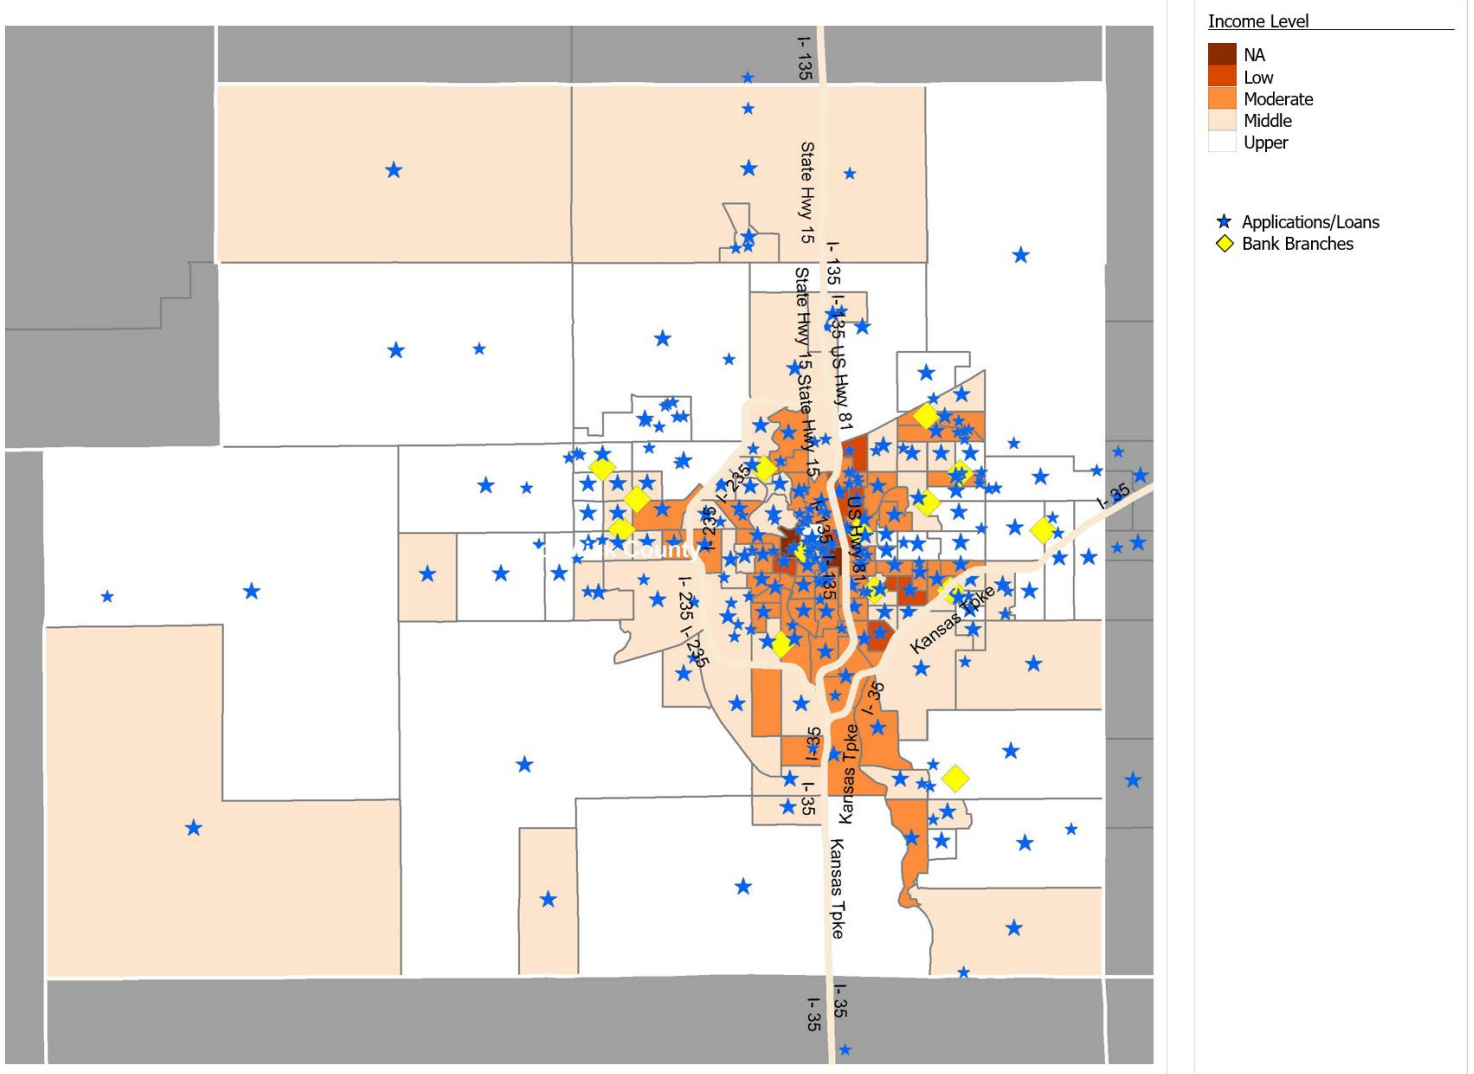 Income Level
NA
Low
Moderate
Middle
Upper
Applications/Loans
Bank Branches
I- 135
State Hwy 15
I- 135
State Hwy 15
I- 135
US Hwy 81
State Hwy 15
I-235
I-235
I-135
US Hwy 81
County
I-135
I- 235
I-235
Kansas Tpke
I- 35
I- 35
I-35
Kansas Tpke
I- 35
Kansas Tpke
I- 35
I- 35